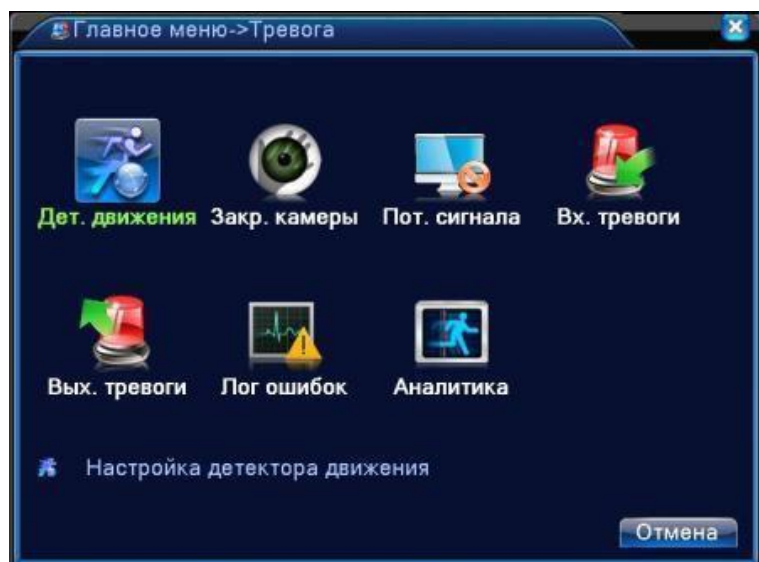 Главное меню->Тревога
Дет. движения Закр. камеры Пот. сигнала Вх. тревоги
Вых. тревоги Лог ошибок Аналитика
Настройка детектора движения
Отмена